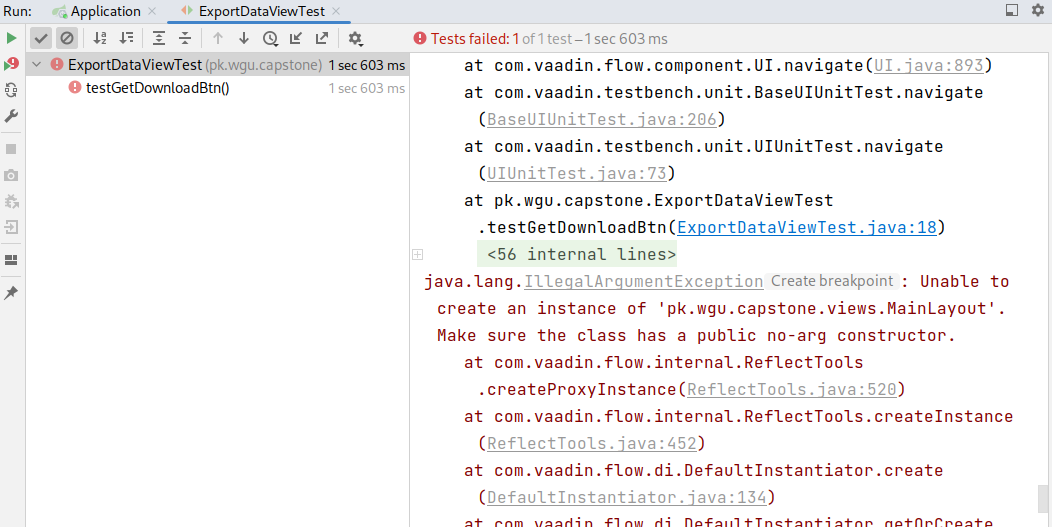 Run: Application × ExportDataViewTest ×
Tests failed: 1 of 1 test – 1 sec 603 ms
ExportDataViewTest (pk.wgu.capstone) 1 sec 603 ms
testGetDownloadBtn() 1 sec 603 ms
at com.vaadin.flow.component.UI.navigate(UI.java:893)
at com.vaadin.testbench.unit.BaseUIUnitTest.navigate
(BaseUIUnitTest.java:206)
at com.vaadin.testbench.unit.UIUnitTest.navigate
(UIUnitTest.java:73)
at pk.wgu.capstone.ExportDataViewTest
.testGetDownloadBtn(ExportDataViewTest.java:18)
<56 internal lines>
java.lang.IllegalArgumentException Create breakpoint : Unable to
create an instance of 'pk.wgu.capstone.views.MainLayout'.
Make sure the class has a public no-arg constructor.
at com.vaadin.flow.internal.ReflectTools
.createProxyInstance(ReflectTools.java:520)
at com.vaadin.flow.internal.ReflectTools.createInstance
(ReflectTools.java:452)
at com.vaadin.flow.di.DefaultInstantiator.create
(DefaultInstantiator.java:134)
at com.vaadin.flow.di.DefaultInstantiator.getOrCreate